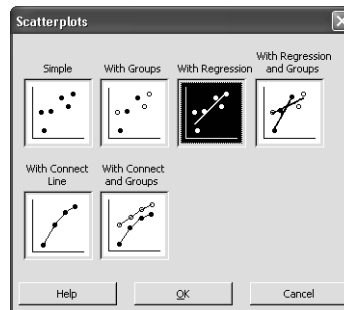 Scatterplots
Simple
With Groups
With Regression
With Regression
and Groups
With Connect
Line
With Connect
and Groups
Help
OK
Cancel